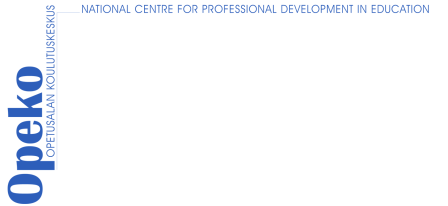 NATIONAL CENTRE FOR PROFESSIONAL DEVELOPMENT IN EDUCATION
Opeko
OPETUSALAN KOULUTUSKESKUS